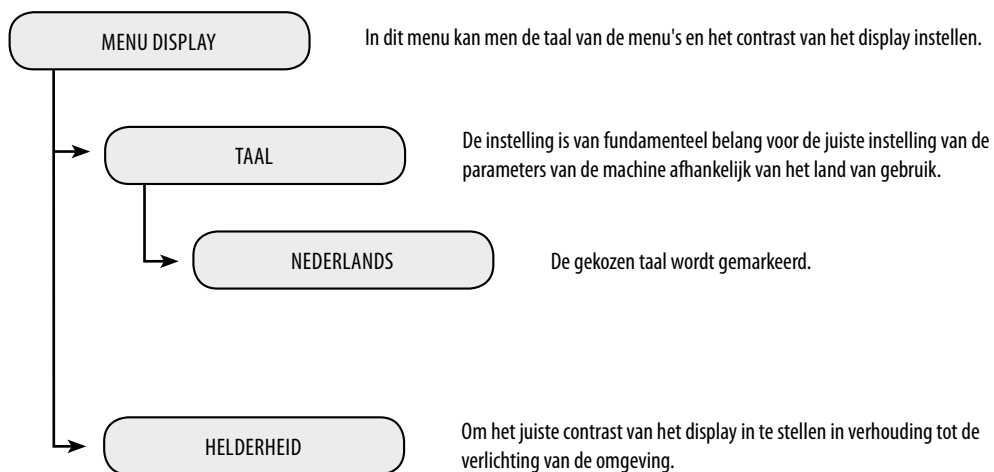 MENU DISPLAY
In dit menu kan men de taal van de menu's en het contrast van het display instellen.
TAAL
De instelling is van fundamenteel belang voor de juiste instelling van de
parameters van de machine afhankelijk van het land van gebruik.
NEDERLANDS
De gekozen taal wordt gemarkeerd.
HELDERHEID
Om het juiste contrast van het display in te stellen in verhouding tot de
verlichting van de omgeving.